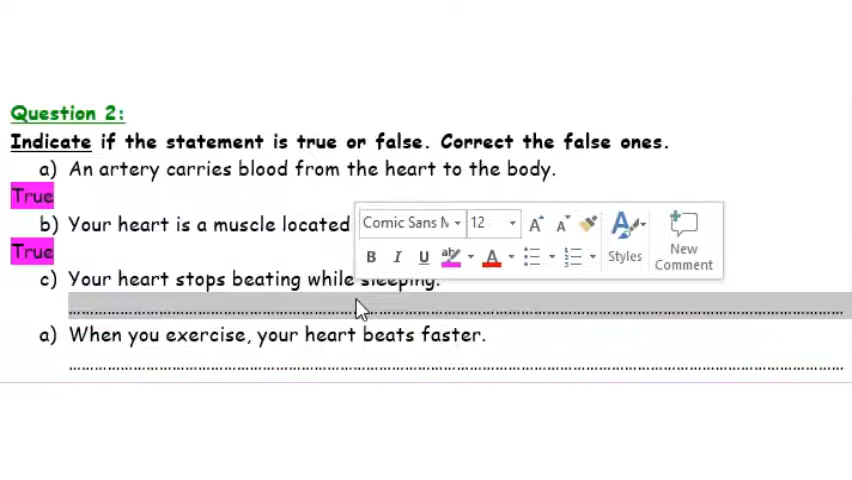 Question 2:
Indicate if the statement is true or false. Correct the false ones.
a) An artery carries blood from the heart to the body.
True
b) Your heart is a muscle located
Comic Sans M 12
True
B I U Styles New Comment
c) Your heart stops beating while sleeping.
a) When you exercise, your heart beats faster.